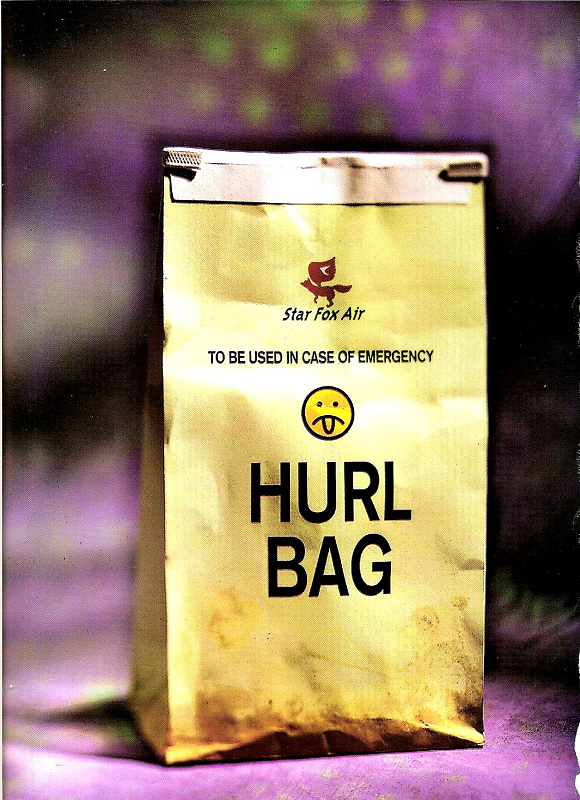 Star Fox Air
TO BE USED IN CASE OF EMERGENCY
HURL
BAG